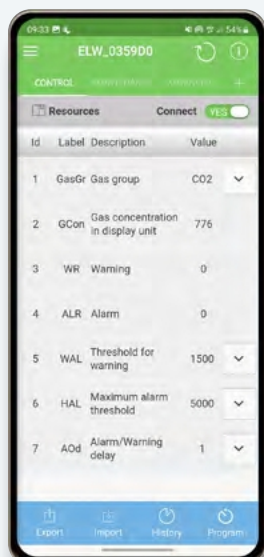 09:33 54%
ELW_0359D0
CONTROL +
Resources Connect YES
Id Label Description Value
1 GasGr Gas group CO2
2 GCon Gas concentration in display unit 776
3 WR Warning 0
4 ALR Alarm 0
5 WAL Threshold for warning 1500
6 HAL Maximum alarm threshold 5000
7 AOd Alarm/Warning delay 1
Export Import History Program